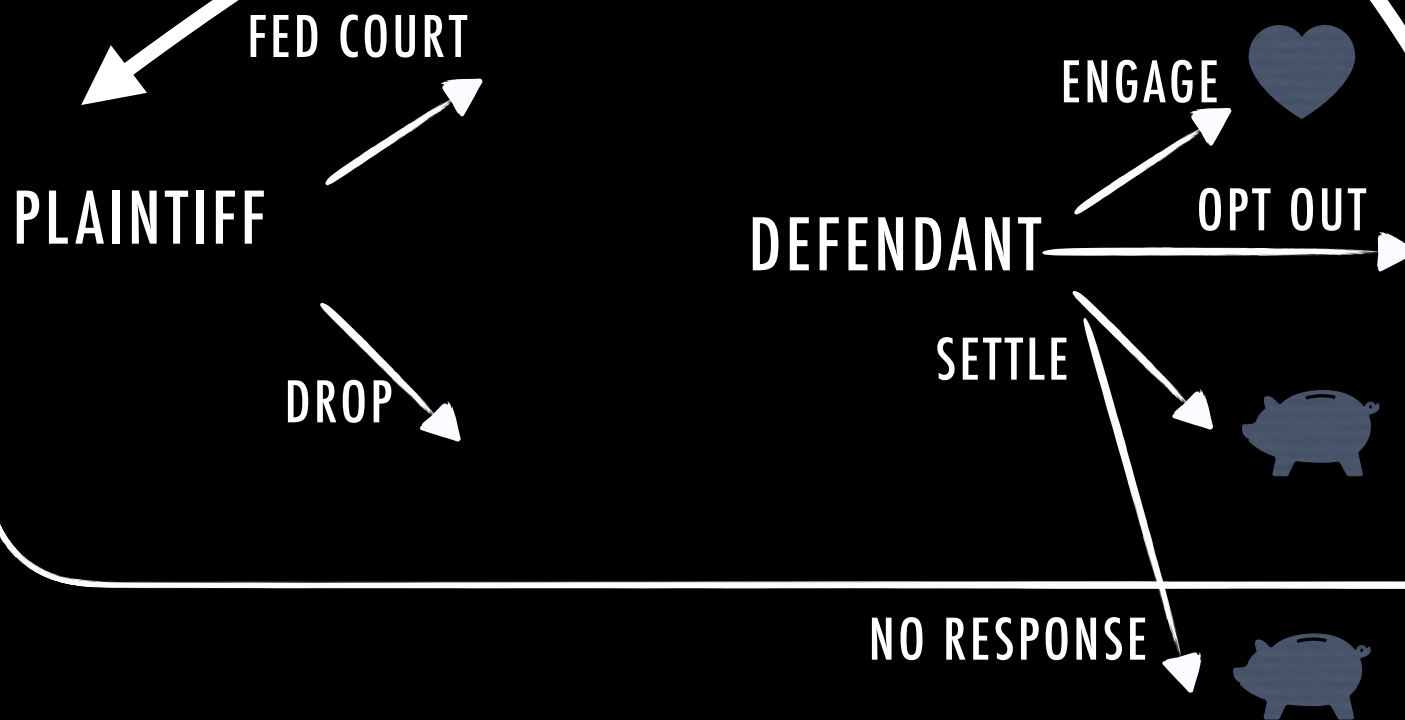 FED COURT
PLAINTIFF
DROP
ENGAGE
OPT OUT
DEFENDANT
SETTLE
NO RESPONSE